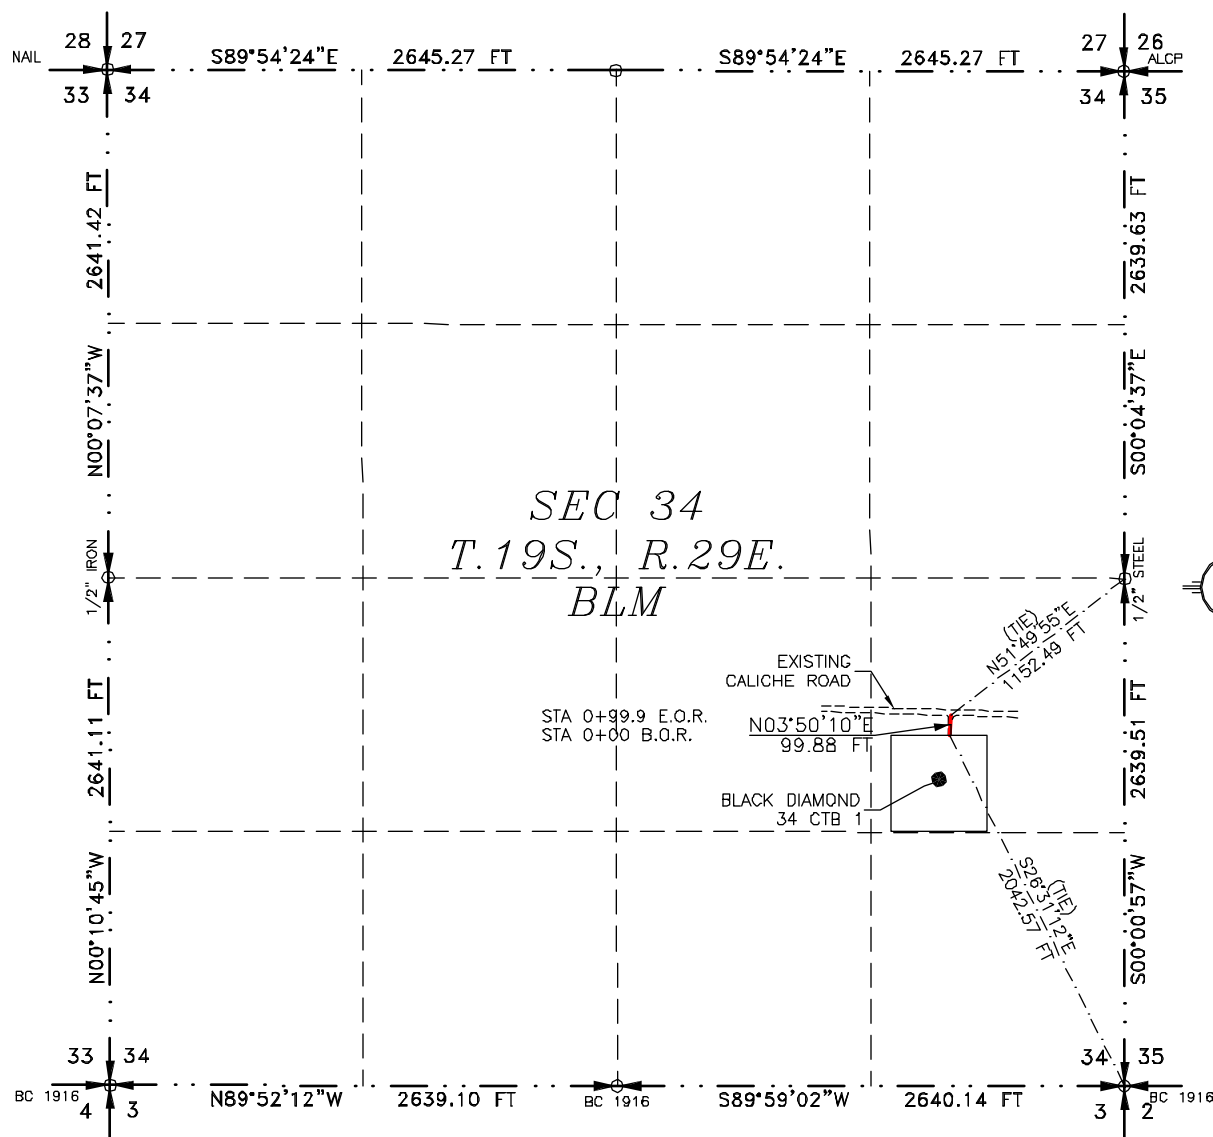 28 27
NAIL
33 34
S89°54'24"E 2645.27 FT
S89°54'24"E 2645.27 FT
27 26
ALCP
34 35
2641.42 FT
N00°07'37"W
2639.63 FT
S00°04'37"E
SEC 34
T.19S., R.29E.
BLM
1/2" IRON
1/2" STEEL
(TIE)
N51°49'55"E
1152.49 FT
EXISTING
CALICHE ROAD
STA 0+99.9 E.O.R.
STA 0+00 B.O.R.
N03°50'10"E
99.88 FT
BLACK DIAMOND
34 CTB 1
2641.11 FT
N00°10'45"W
2639.51 FT
S00°00'57"W
(TIE)
S26°31'12"E
2042.57 FT
33 34
BC 1916
4 3
N89°52'12"W 2639.10 FT
BC 1916
S89°59'02"W 2640.14 FT
34 35
3 2
BC 1916